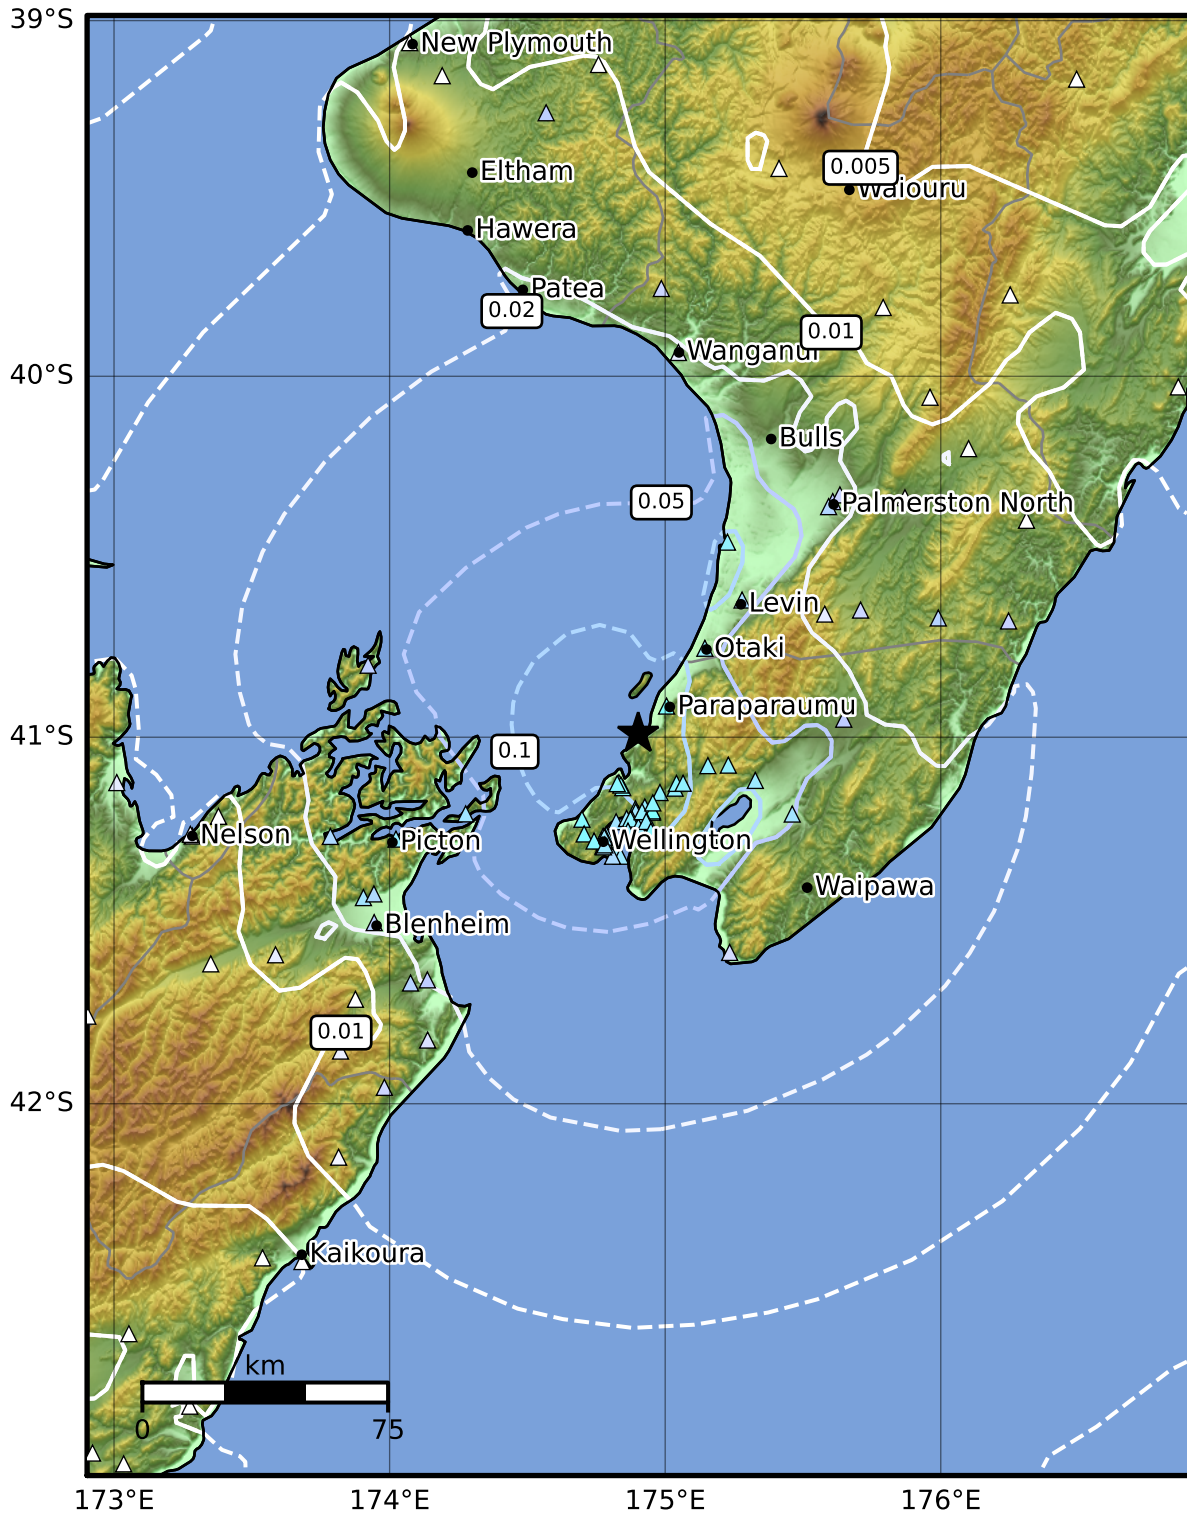 39°S
New Plymouth
0.005
Eltham
Waiouru
Hawera
Patea
0.02
0.01
Wanganui
40°S
Bulls
0.05
Palmerston North
Levin
Otaki
Paraparaumu
41°S
0.1
Nelson
Picton
Wellington
Waipawa
Blenheim
0.01
42°S
Kaikoura
km
0
75
173°E
174°E
175°E
176°E